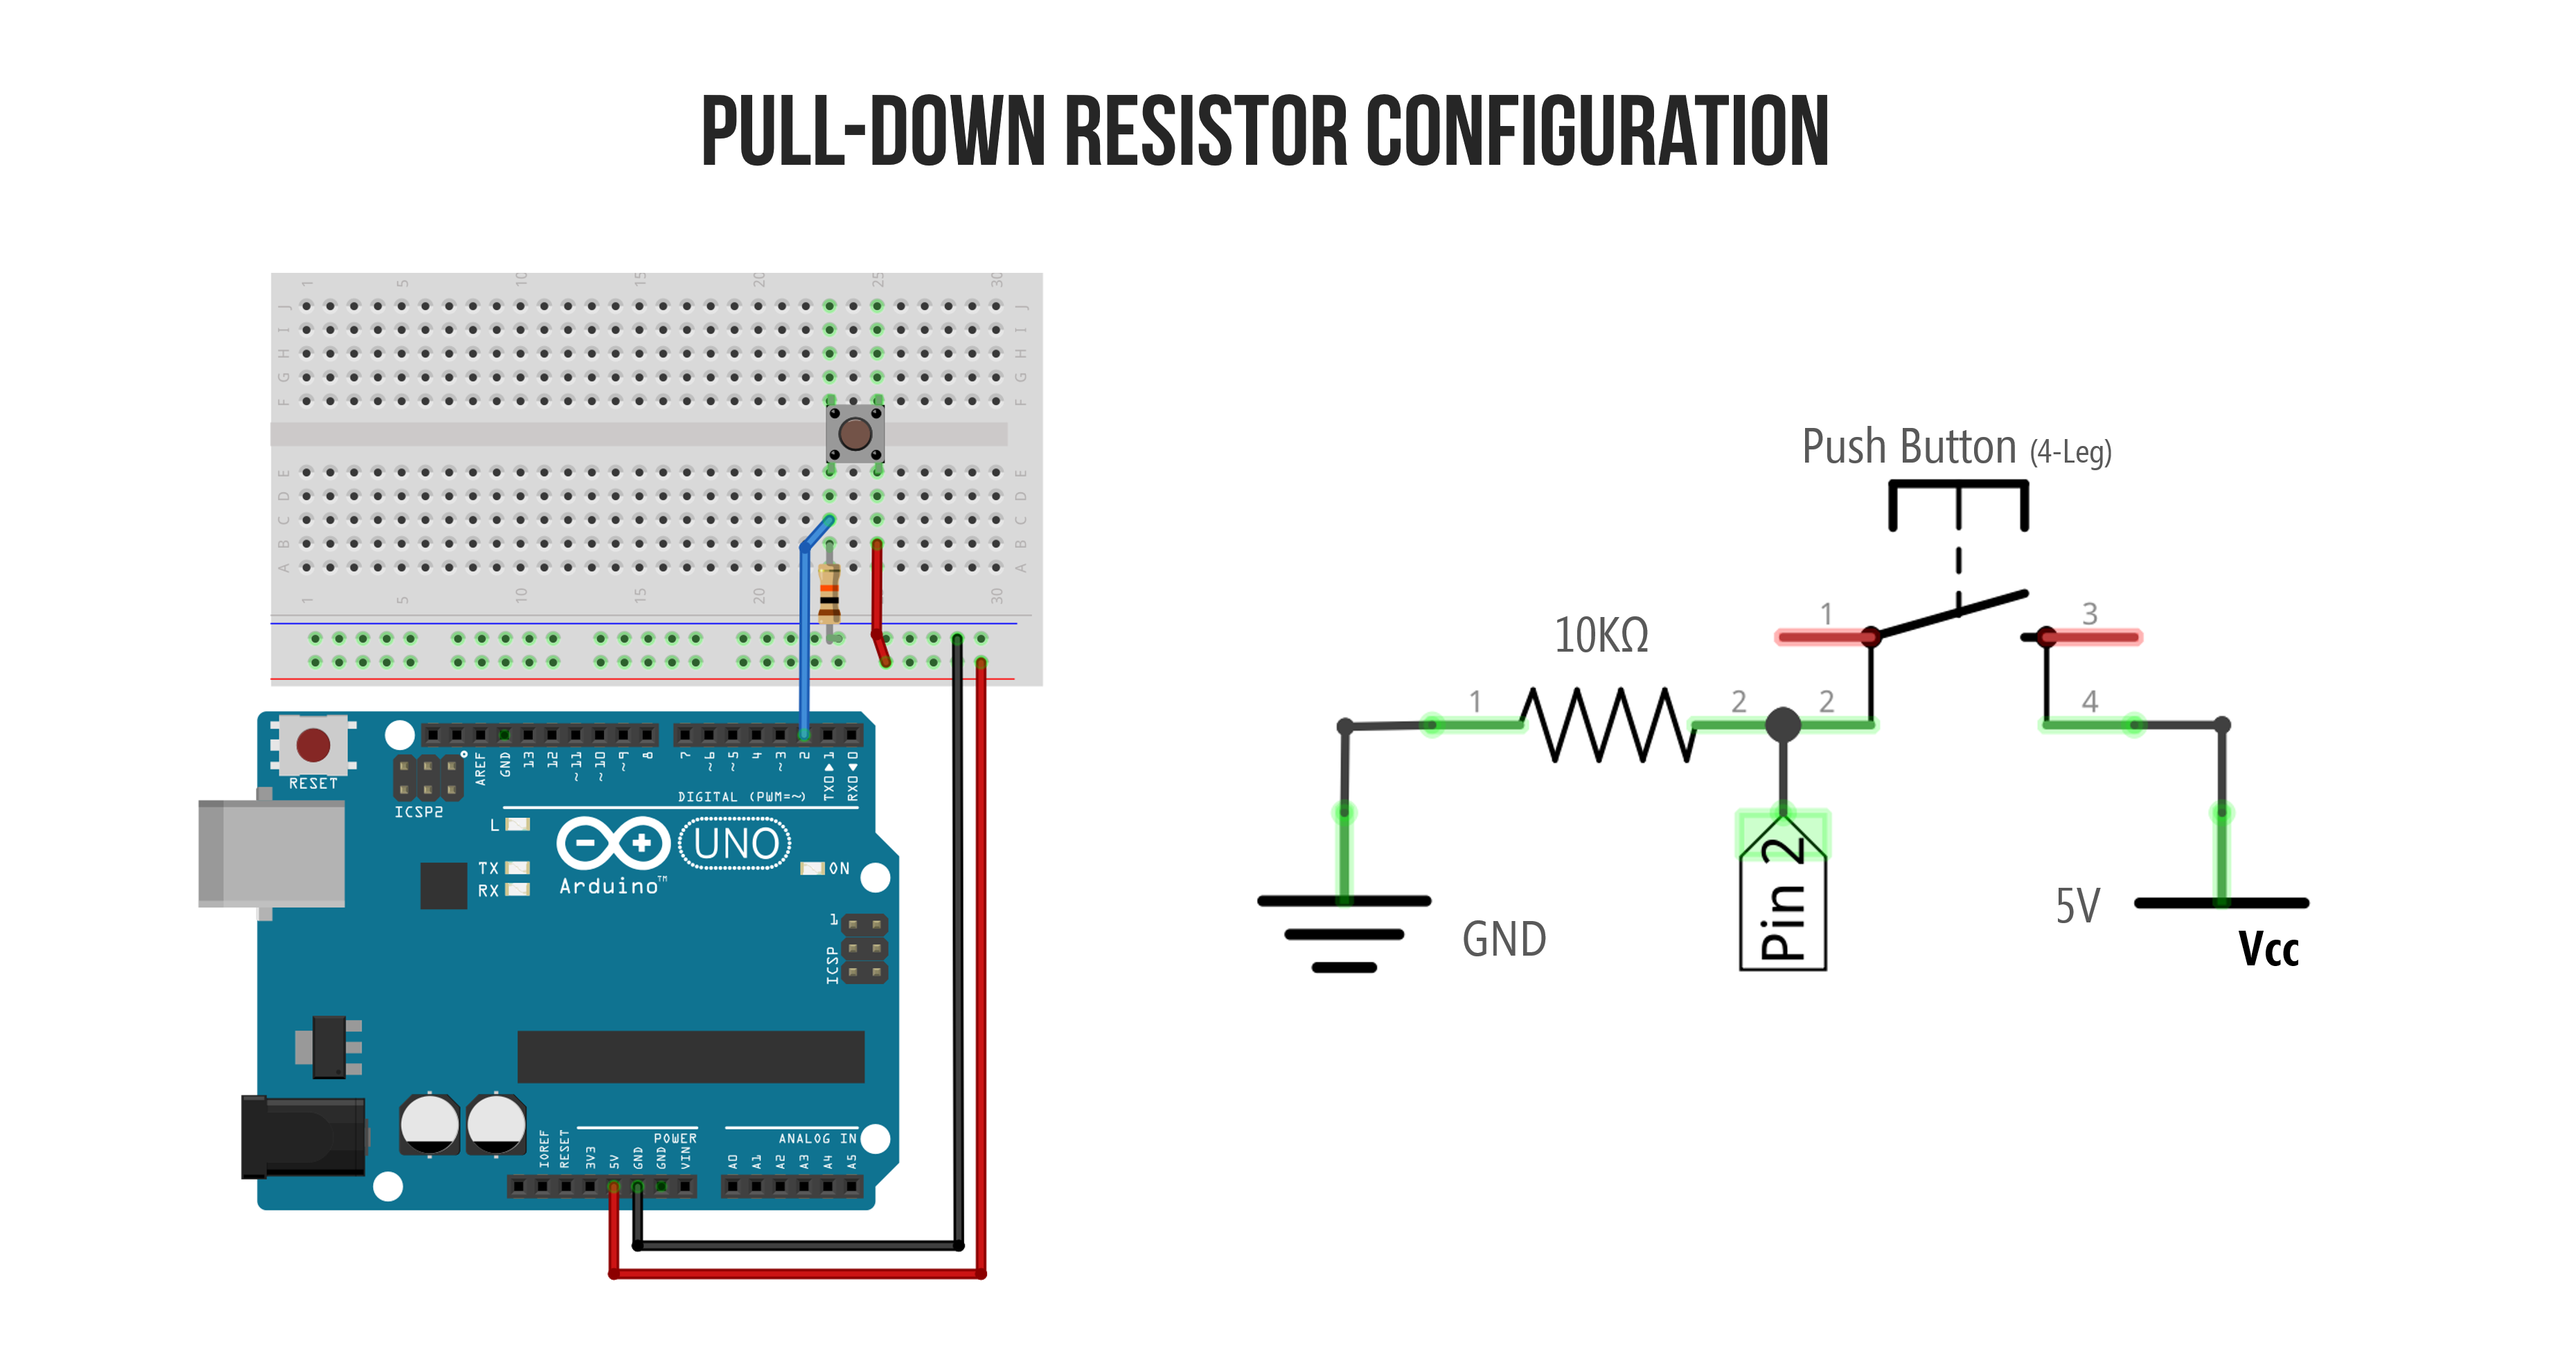 PULL-DOWN RESISTOR CONFIGURATION
1 5 10 15 20 25 30
J J
I I
H H
G G
F F
E E
D D
C C
B B
A A
1 5 10 15 20 30
RESET
ICSP2
AREF GND 13 12 ~11 ~10 ~9 8 7 ~6 ~5 4 ~3 2 TX0▶1 RX0◀0
DIGITAL (PWM=~)
L
TX
RX
Arduino™
UNO
ON
1
ICSP
POWER
ANALOG IN
IOREF RESET 3V3 5V GND GND VIN A0 A1 A2 A3 A4 A5
Push Button (4-Leg)
1 3
10KΩ
1 2 2 4
Pin 2
GND
5V
Vcc